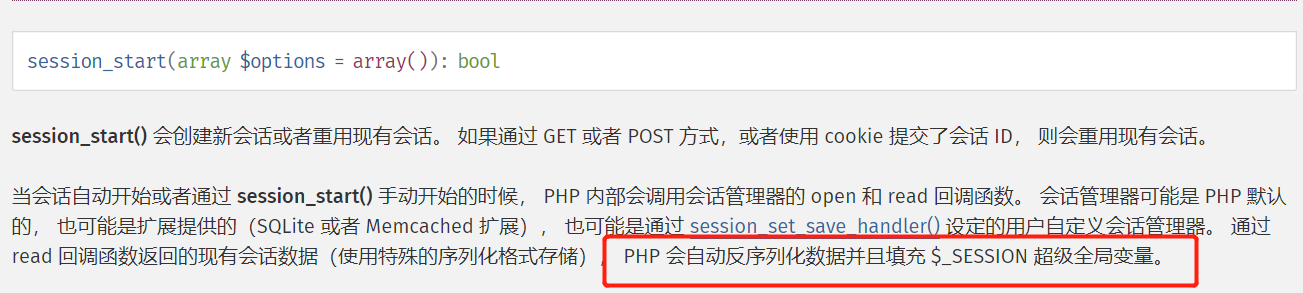 session_start(array $options = array()): bool
session_start() 会创建新会话或者重用现有会话。 如果通过 GET 或者 POST 方式，或者使用 cookie 提交了会话 ID， 则会重用现有会话。
当会话自动开始或者通过 session_start() 手动开始的时候， PHP 内部会调用会话管理器的 open 和 read 回调函数。 会话管理器可能是 PHP 默认
的， 也可能是扩展提供的（SQLite 或者 Memcached 扩展）， 也可能是通过 session_set_save_handler() 设定的用户自定义会话管理器。 通过
read 回调函数返回的现有会话数据（使用特殊的序列化格式存储）， PHP 会自动反序列化数据并且填充 $_SESSION 超级全局变量。